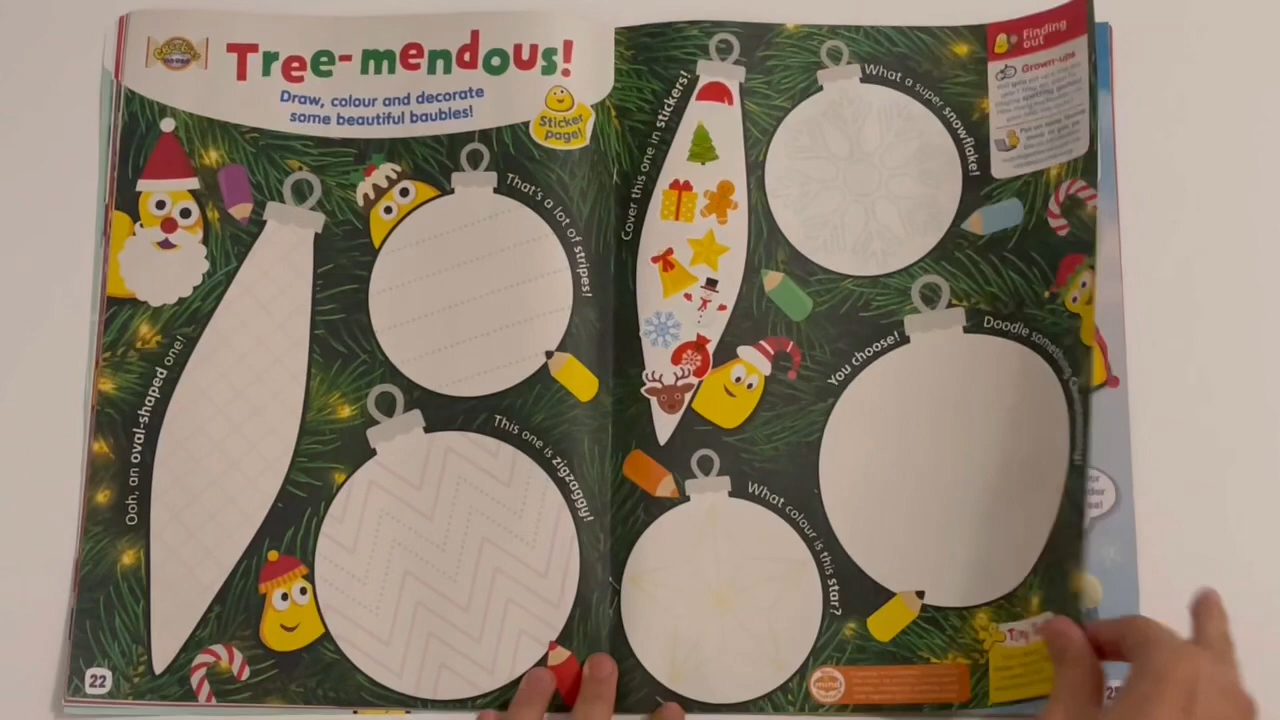 Tree-mendous!
Draw, colour and decorate
some beautiful baubles!
Sticker
page!
That's a lot of stripes!
Ooh, an oval-shaped one!
This one is zigzaggy!
22
Cover this one in stickers!
What a super snowflake!
Finding
out
Grown-ups
You choose!
Doodle something
What colour is this star?
mind